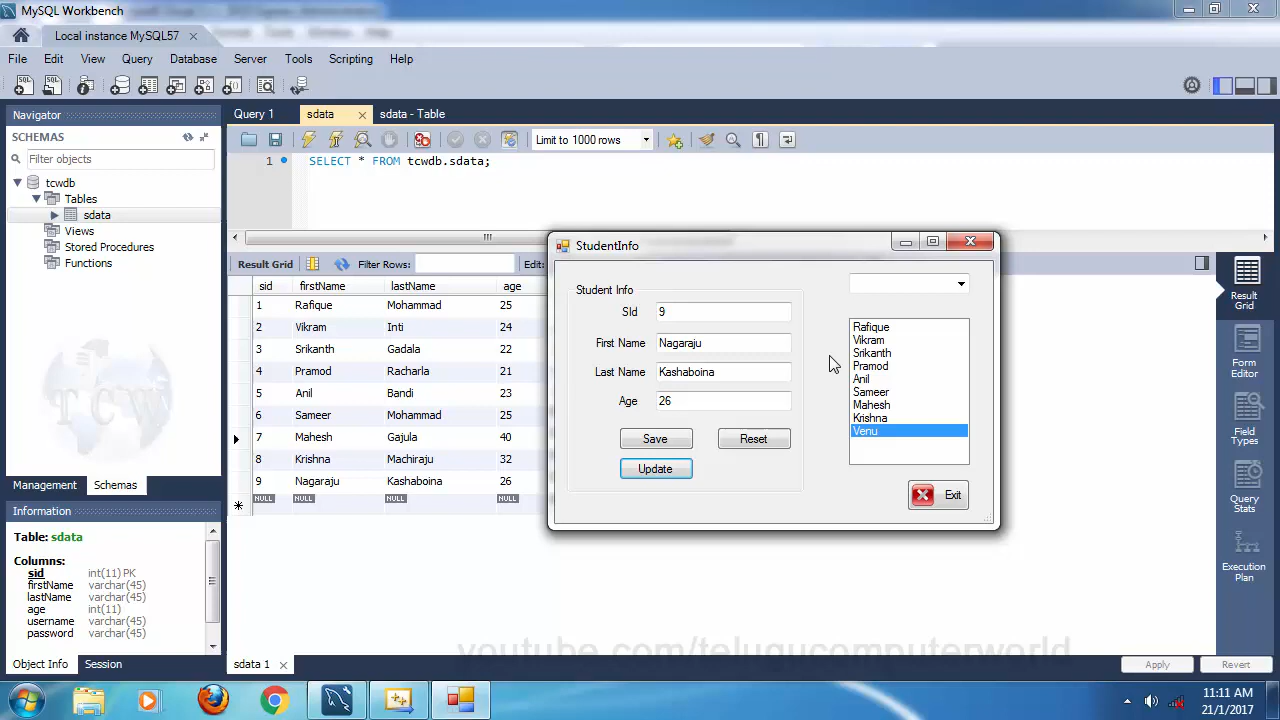 MySQL Workbench
Local instance MySQL57
File Edit View Query Database Server Tools Scripting Help
Navigator
SCHEMAS
Filter objects
tcwdb
Tables
sdata
Views
Stored Procedures
Functions
TCW
Management Schemas
Information
Table: sdata
Columns:
sid int(11) PK
firstName varchar(45)
lastName varchar(45)
age int(11)
username varchar(45)
password varchar(45)
Object Info Session
Query 1 sdata sdata - Table
Limit to 1000 rows
1 SELECT * FROM tcwdb.sdata;
Result Grid Filter Rows: Edit:
sid firstName lastName age
1 Rafique Mohammad 25
2 Vikram Inti 24
3 Srikanth Gadala 22
4 Pramod Racharla 21
5 Anil Bandi 23
6 Sameer Mohammad 25
7 Mahesh Gajula 40
8 Krishna Machiraju 32
9 Nagaraju Kashaboina 26
NULL NULL NULL NULL
StudentInfo
Student Info
SId 9
First Name Nagaraju
Last Name Kashaboina
Age 26
Save Reset
Update
Rafique
Vikram
Srikanth
Pramod
Anil
Sameer
Mahesh
Krishna
Venu
Exit
Result
Grid
Form
Editor
Field
Types
Query
Stats
Execution
Plan
youtube.com/telugucomputerworld
sdata 1
Apply Revert
11:11 AM
21/1/2017